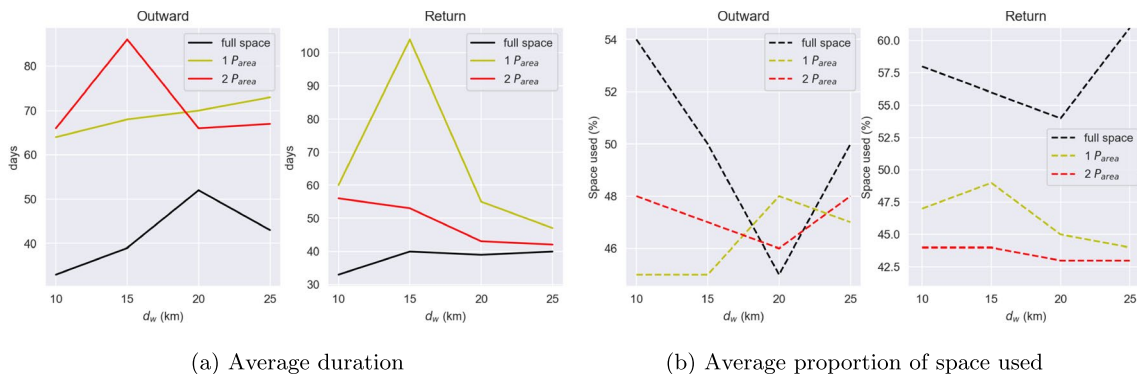 Outward
Return
Outward
Return
full space
1 P_area
2 P_area
full space
1 P_area
2 P_area
full space
1 P_area
2 P_area
full space
1 P_area
2 P_area
80
70
60
50
40
days
10 15 20 25
d_w (km)
100
90
80
70
60
50
40
30
days
10 15 20 25
d_w (km)
54
52
50
48
46
Space used (%)
10 15 20 25
d_w (km)
60.0
57.5
55.0
52.5
50.0
47.5
45.0
42.5
Space used (%)
10 15 20 25
d_w (km)
(a) Average duration
(b) Average proportion of space used